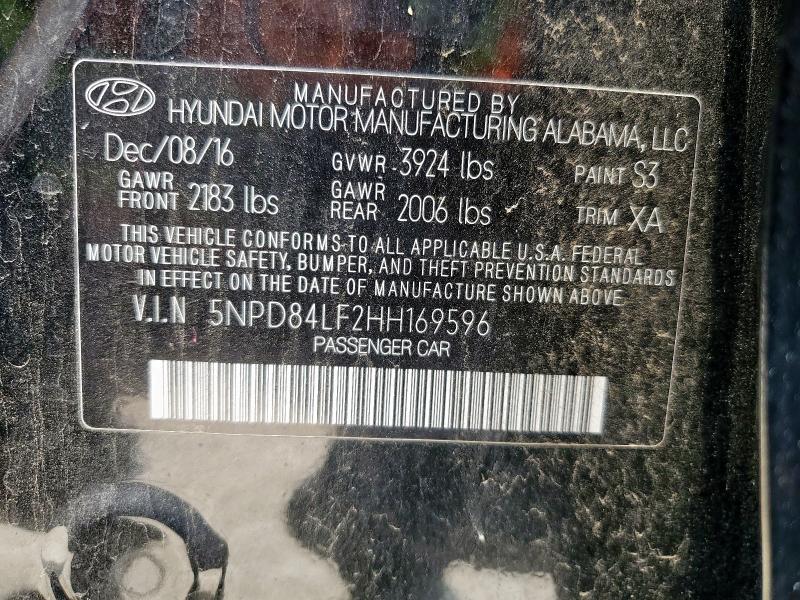 MANUFACTURED BY
HYUNDAI MOTOR MANUFACTURING ALABAMA, LLC
Dec/08/16 GVWR 3924 lbs PAINT S3
GAWR FRONT 2183 lbs GAWR REAR 2006 lbs TRIM XA
THIS VEHICLE CONFORMS TO ALL APPLICABLE U.S.A. FEDERAL
MOTOR VEHICLE SAFETY, BUMPER, AND THEFT PREVENTION STANDARDS
IN EFFECT ON THE DATE OF MANUFACTURE SHOWN ABOVE.
V.I.N 5NPD84LF2HH169596
PASSENGER CAR